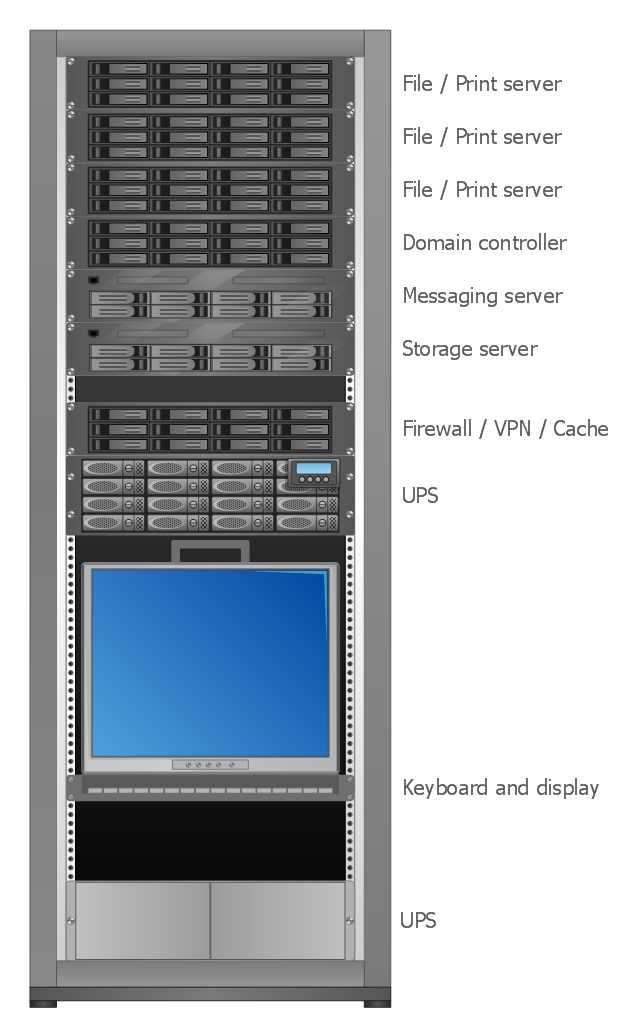 File / Print server
File / Print server
File / Print server
Domain controller
Messaging server
Storage server
Firewall / VPN / Cache
UPS
Keyboard and display
UPS